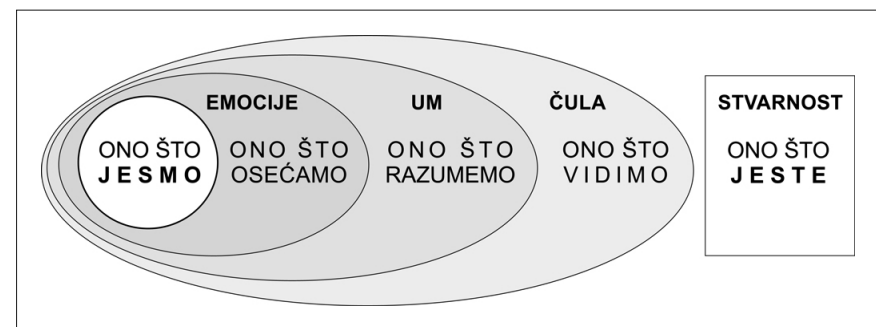 EMOCIJE UM ČULA STVARNOST
ONO ŠTO ONO ŠTO ONO ŠTO ONO ŠTO ONO ŠTO
JESMO OSEĆAMO RAZUMEMO VIDIMO JESTE